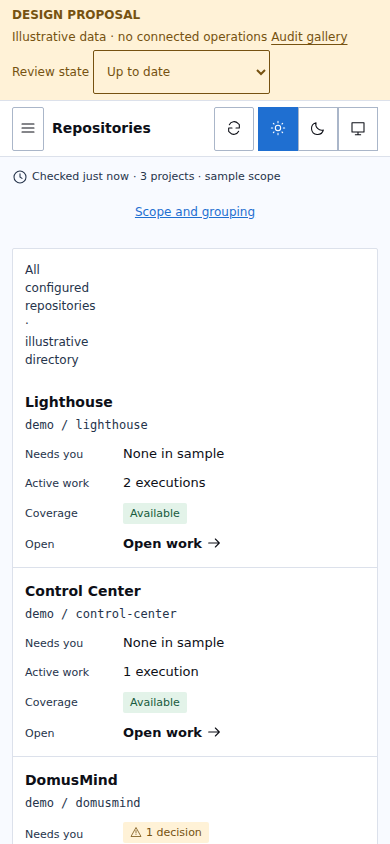 DESIGN PROPOSAL
Illustrative data · no connected operations Audit gallery
Review state Up to date
Repositories
Checked just now · 3 projects · sample scope
Scope and grouping
All
configured
repositories
·
illustrative
directory
Lighthouse
demo / lighthouse
Needs you None in sample
Active work 2 executions
Coverage Available
Open Open work →
Control Center
demo / control-center
Needs you None in sample
Active work 1 execution
Coverage Available
Open Open work →
DomusMind
demo / domusmind
Needs you 1 decision